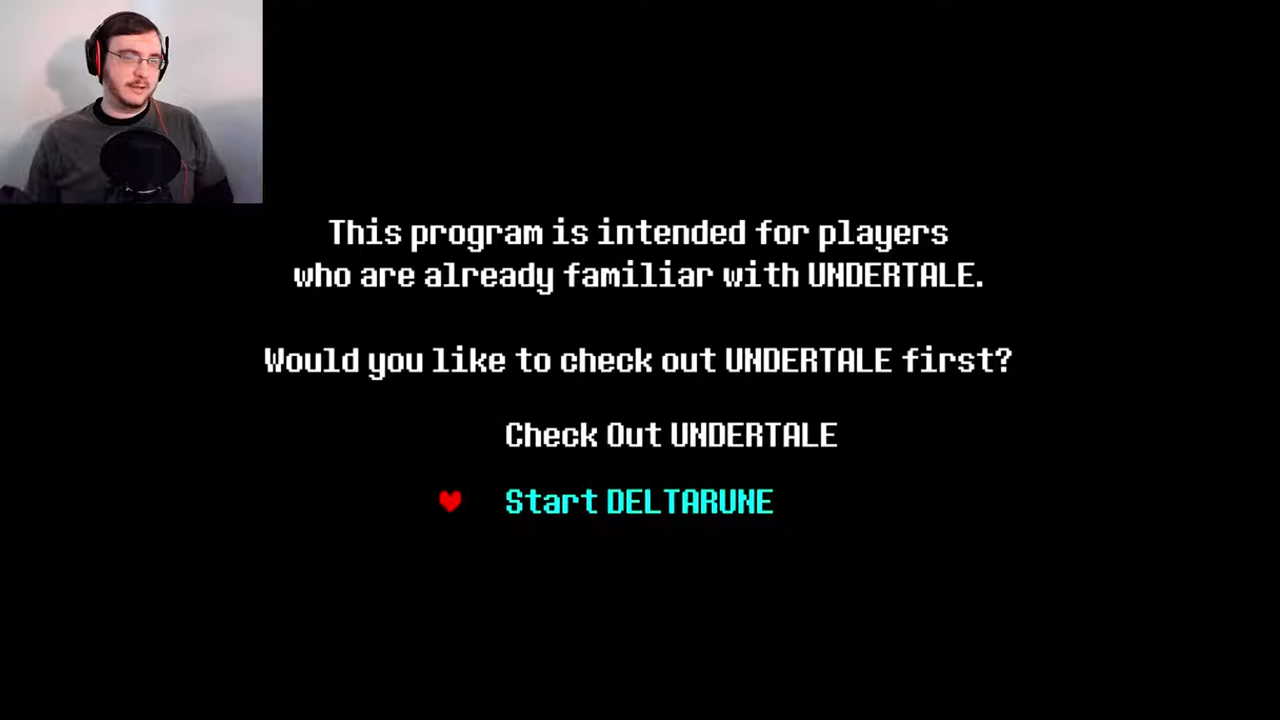 This program is intended for players
who are already familiar with UNDERTALE.
Would you like to check out UNDERTALE first?
Check Out UNDERTALE
Start DELTARUNE